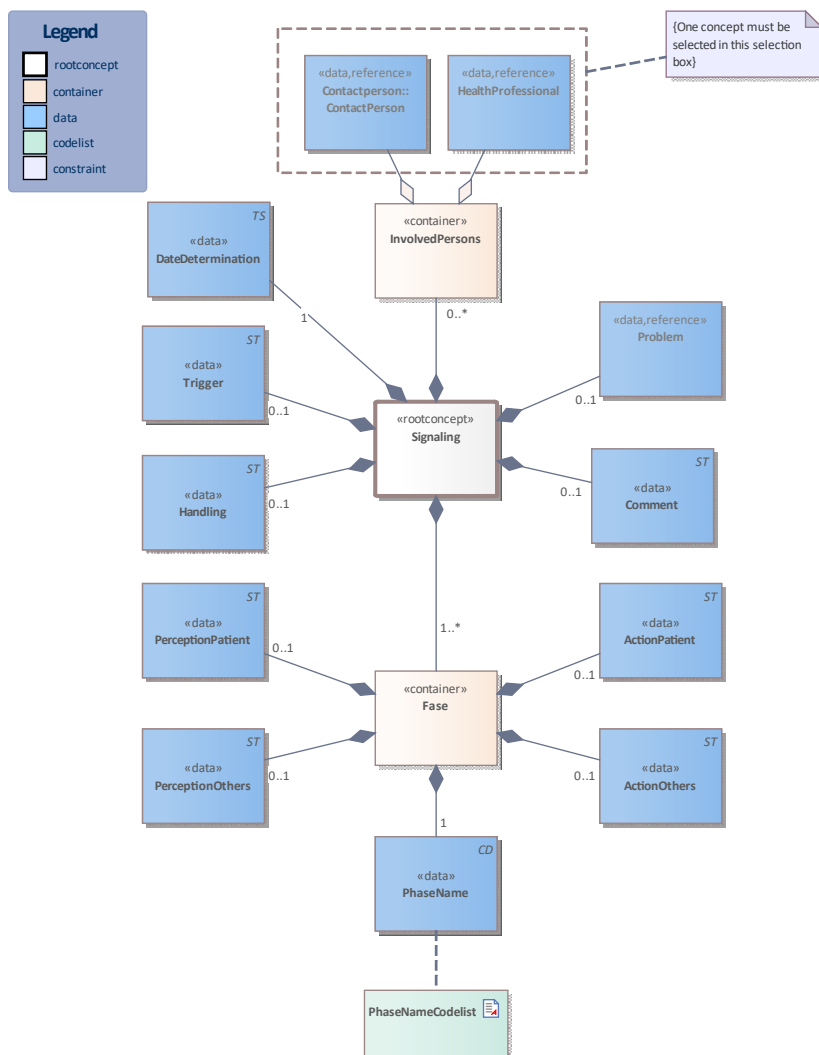 Legend
rootconcept
container
data
codelist
constraint
{One concept must be
selected in this selection
box}
«data,reference»
Contactperson::
ContactPerson
«data,reference»
HealthProfessional
«container»
InvolvedPersons
0..*
TS
«data»
DateDetermination
1
ST
«data»
Trigger
0..1
«data,reference»
Problem
0..1
«rootconcept»
Signaling
ST
«data»
Handling
0..1
ST
«data»
Comment
0..1
1..*
ST
«data»
PerceptionPatient
0..1
ST
«data»
ActionPatient
0..1
«container»
Fase
ST
«data»
PerceptionOthers
0..1
ST
«data»
ActionOthers
0..1
1
CD
«data»
PhaseName
PhaseNameCodelist